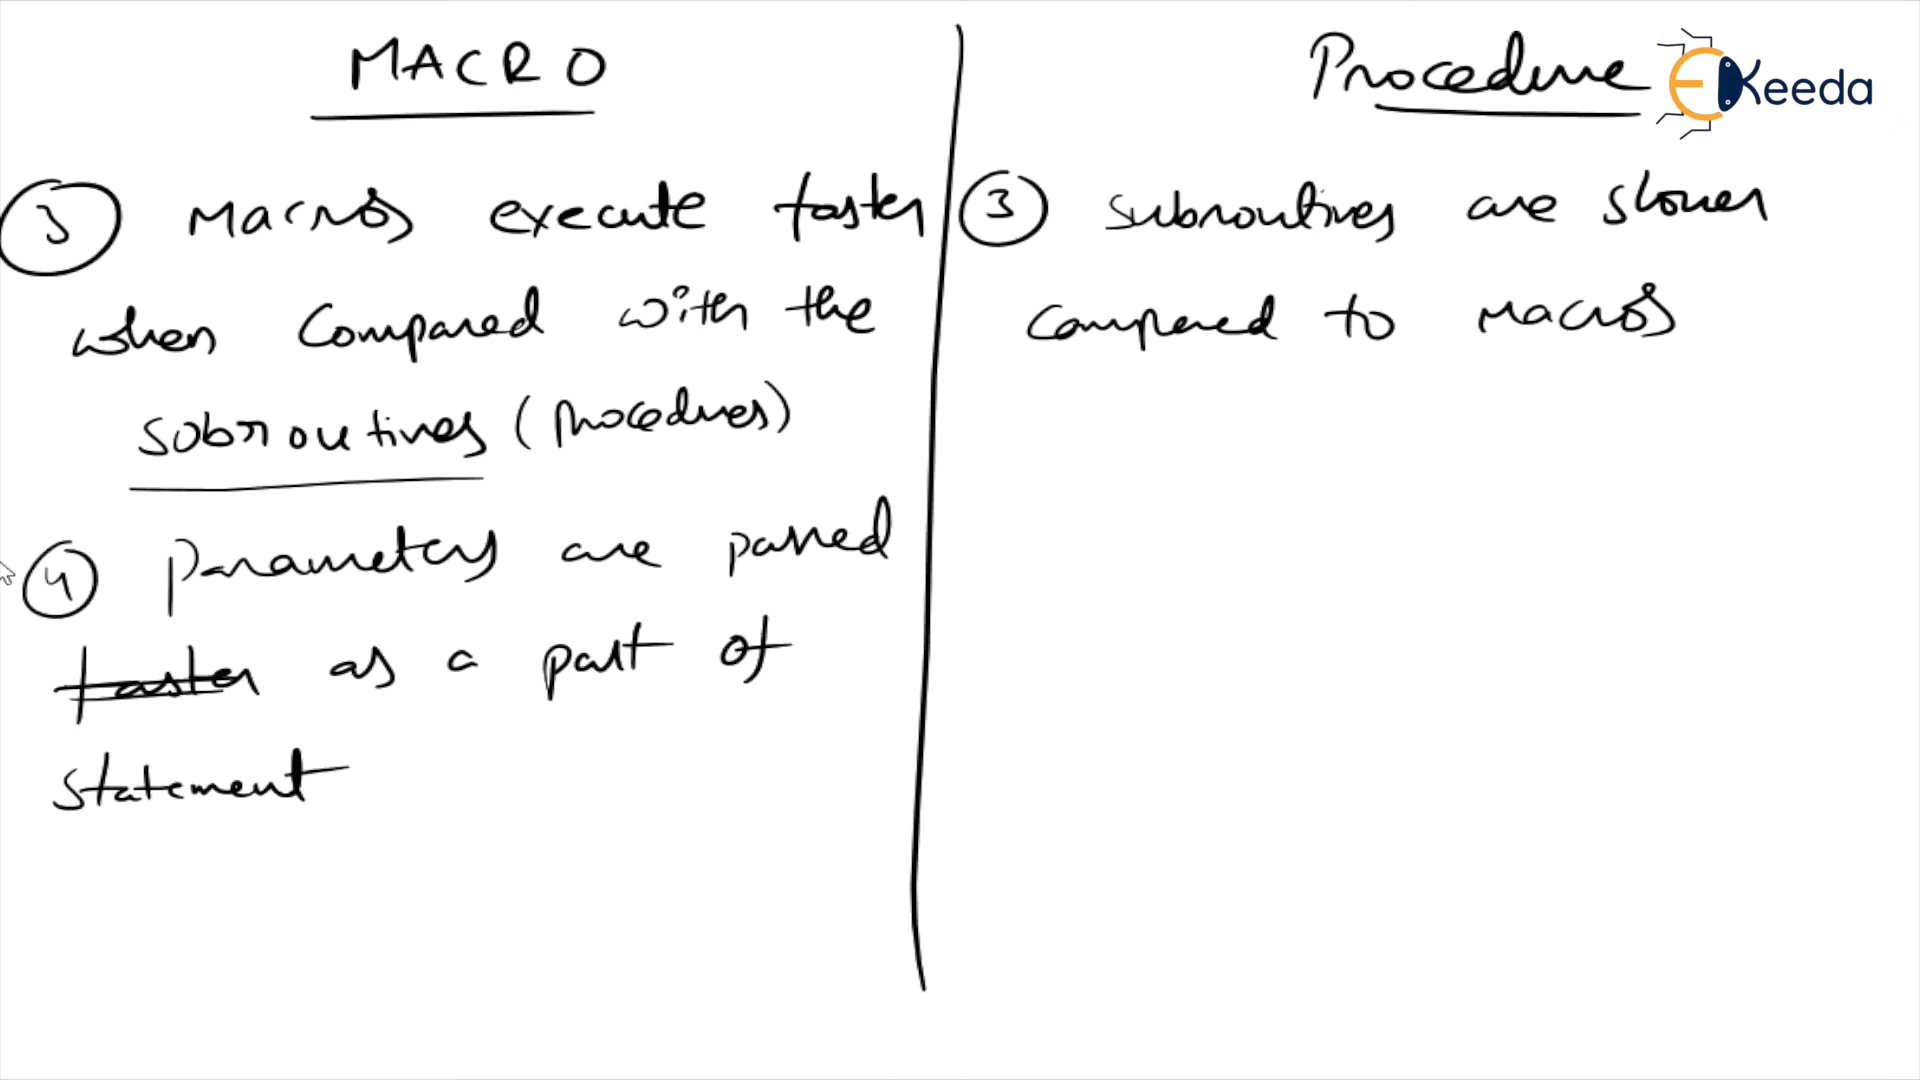 MACRO
3 Macros execute faster
when compared with the
subroutines (procedures)
4 Parameters are passed
faster as a part of
statement
Procedure
EKeeda
3 subroutines are slower
compared to Macros